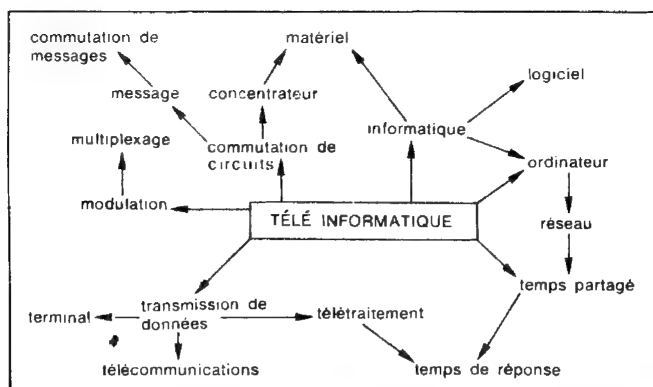 commutation de
messages
matériel
logiciel
message
concentrateur
informatique
multiplexage
commutation de
circuits
ordinateur
modulation
TÉLÉ INFORMATIQUE
réseau
temps partagé
terminal
transmission de
données
télétraitement
télécommunications
temps de réponse